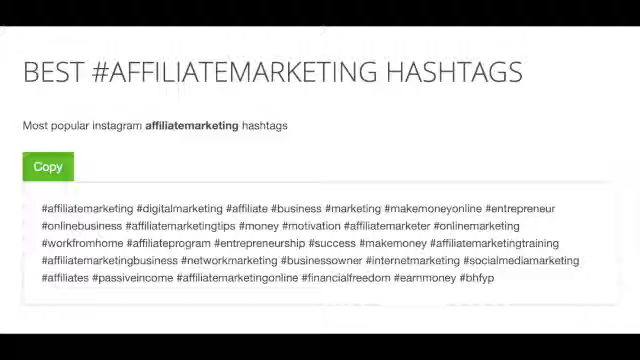 BEST #AFFILIATEMARKETING HASHTAGS
Most popular instagram affiliatemarketing hashtags
Copy
#affiliatemarketing #digitalmarketing #affiliate #business #marketing #makemoneyonline #entrepreneur
#onlinebusiness #affiliatemarketingtips #money #motivation #affiliatemarketer #onlinemarketing
#workfromhome #affiliateprogram #entrepreneurship #success #makemoney #affiliatemarketingtraining
#affiliatemarketingbusiness #networkmarketing #businessowner #internetmarketing #socialmediamarketing
#affiliates #passiveincome #affiliatemarketingonline #financialfreedom #earnmoney #bhfyp